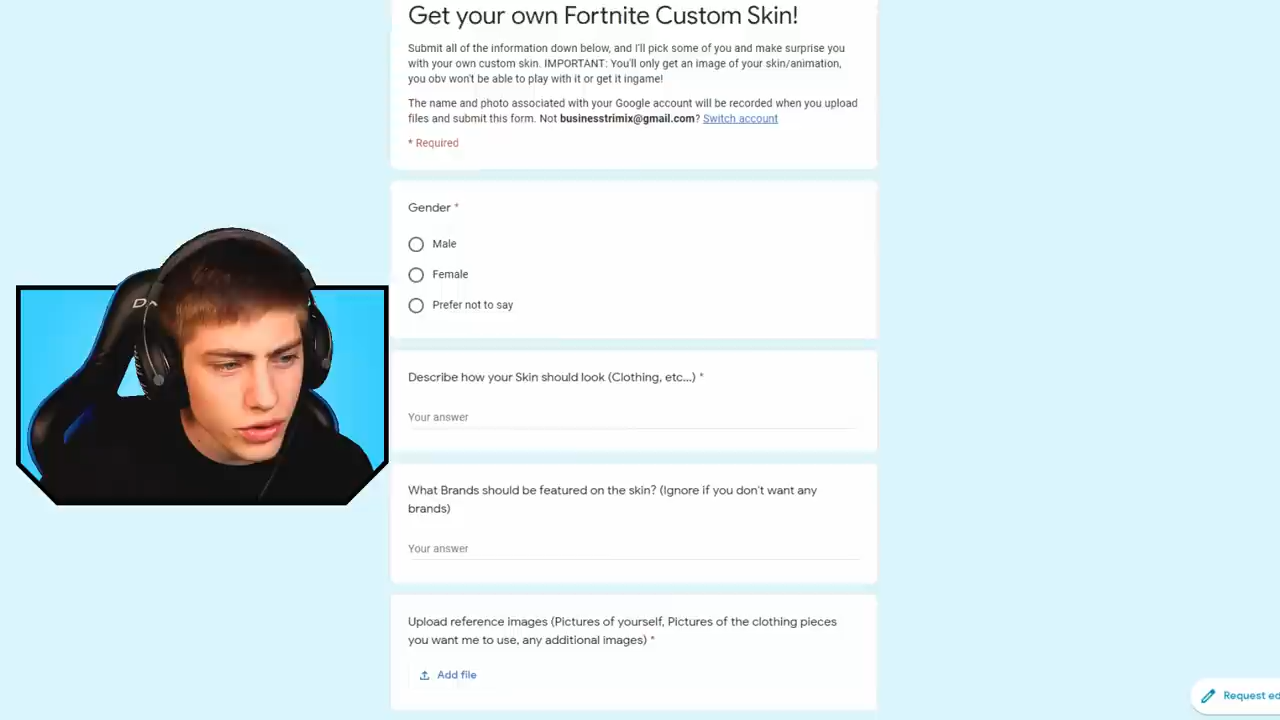 Get your own Fortnite Custom Skin!
Submit all of the information down below, and I'll pick some of you and make surprise you
with your own custom skin. IMPORTANT: You'll only get an image of your skin/animation,
you obv won't be able to play with it or get it ingame!
The name and photo associated with your Google account will be recorded when you upload
files and submit this form. Not businesstrimix@gmail.com? Switch account
* Required
Gender *
Male
Female
Prefer not to say
Describe how your Skin should look (Clothing, etc...) *
Your answer
What Brands should be featured on the skin? (Ignore if you don't want any
brands)
Your answer
Upload reference images (Pictures of yourself, Pictures of the clothing pieces
you want me to use, any additional images) *
Add file
Request ed